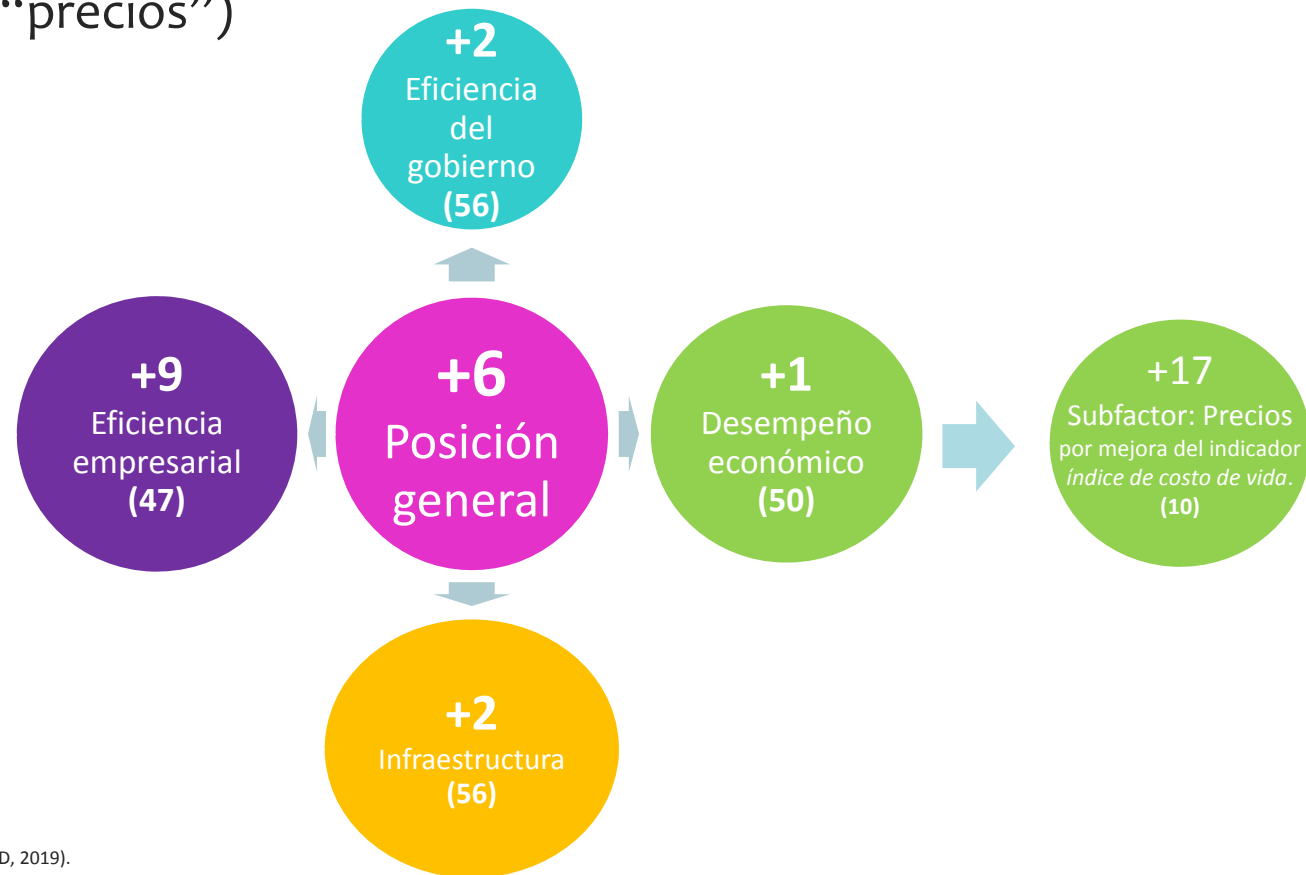 “precios”)
+2
Eficiencia
del
gobierno
(56)
+9
Eficiencia
empresarial
(47)
+6
Posición
general
+1
Desempeño
económico
(50)
+17
Subfactor: Precios
por mejora del indicador
índice de costo de vida.
(10)
+2
Infraestructura
(56)
D, 2019).